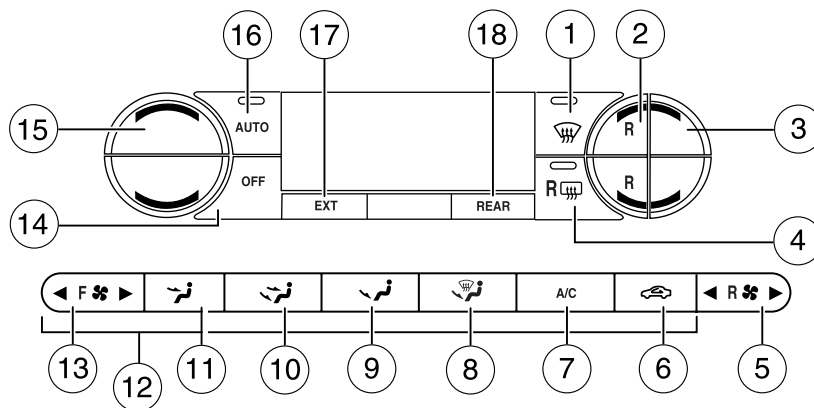 16 17 18 1 2
15 AUTO R 3
OFF R R
EXT REAR
14 4
F A/C R
13 12 11 10 9 8 7 6 5